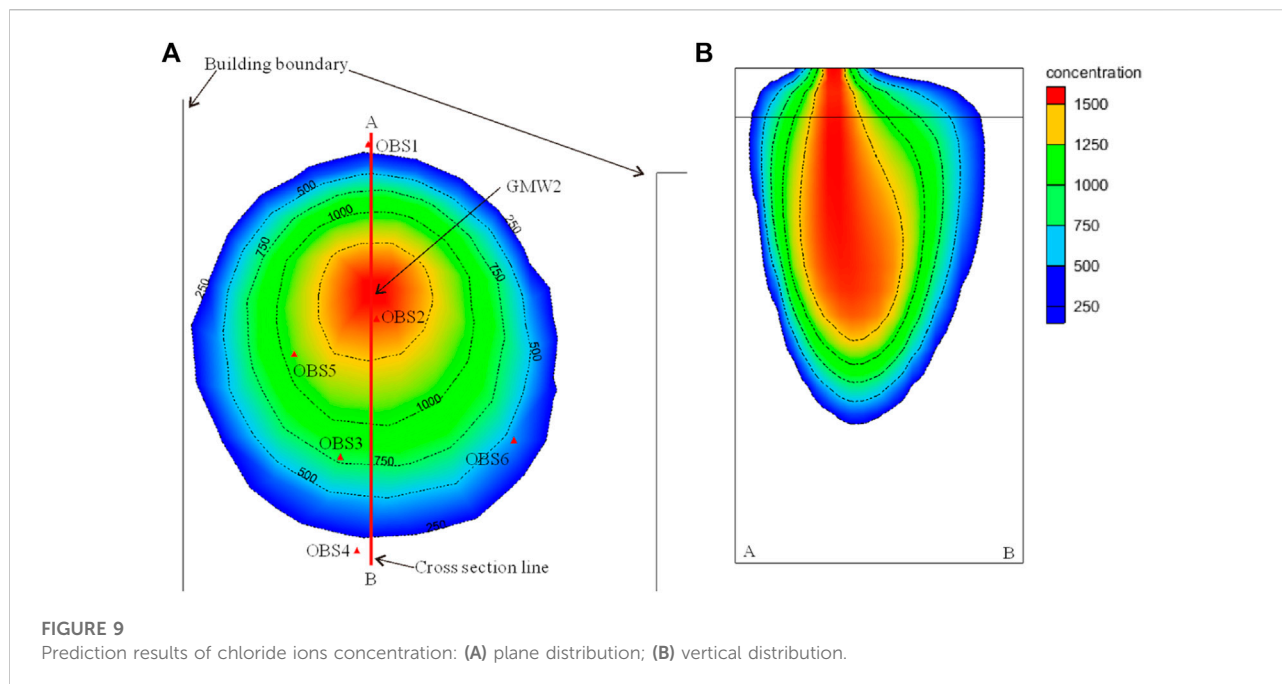 A
B
Building boundary
A
OBS1
GMW2
500
250
1000
750
750
250
OBS2
500
OBS5
1000
OBS3
750
OBS6
500
250
OBS4
Cross section line
B
concentration
1500
1250
1000
750
500
250
A
B
FIGURE 9
Prediction results of chloride ions concentration: (A) plane distribution; (B) vertical distribution.